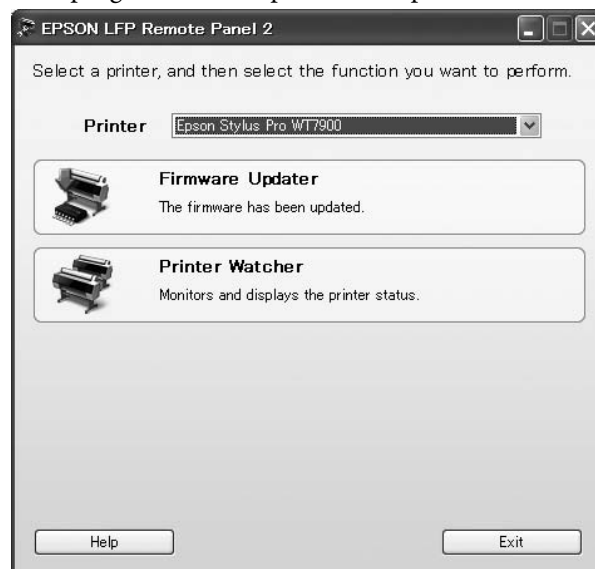 EPSON LFP Remote Panel 2
Select a printer, and then select the function you want to perform.
Printer Epson Stylus Pro WT7900
Firmware Updater
The firmware has been updated.
Printer Watcher
Monitors and displays the printer status.
Help Exit